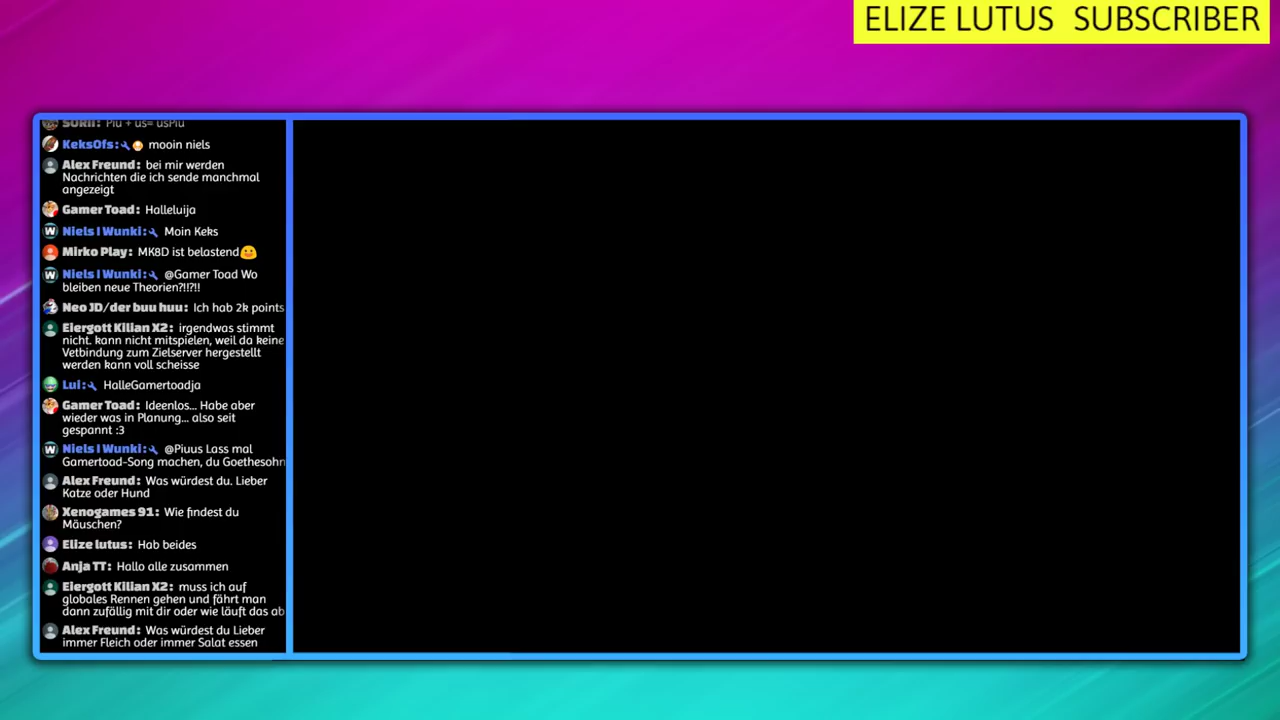 ELIZE LUTUS SUBSCRIBER
SORII: Piu + us= usPiu
KeksOfs: mooin niels
Alex Freund: bei mir werden
Nachrichten die ich sende manchmal
angezeigt
Gamer Toad: Halleluija
Niels I Wunki: Moin Keks
Mirko Play: MK8D ist belastend
Niels I Wunki: @Gamer Toad Wo
bleiben neue Theorien?!!?!!
Neo JD/der buu huu: Ich hab 2k points
Eiergott Kilian X2: irgendwas stimmt
nicht. kann nicht mitspielen, weil da keine
Vetbindung zum Zielserver hergestellt
werden kann voll scheisse
Lui: HalleGamertoadja
Gamer Toad: Ideenlos... Habe aber
wieder was in Planung... also seit
gespannt :3
Niels I Wunki: @Piuus Lass mal
Gamertoad-Song machen, du Goethesohn
Alex Freund: Was würdest du. Lieber
Katze oder Hund
Xenogames 91: Wie findest du
Mäuschen?
Elize lutus: Hab beides
Anja TT: Hallo alle zusammen
Eiergott Kilian X2: muss ich auf
globales Rennen gehen und fährt man
dann zufällig mit dir oder wie läuft das ab
Alex Freund: Was würdest du Lieber
immer Fleich oder immer Salat essen